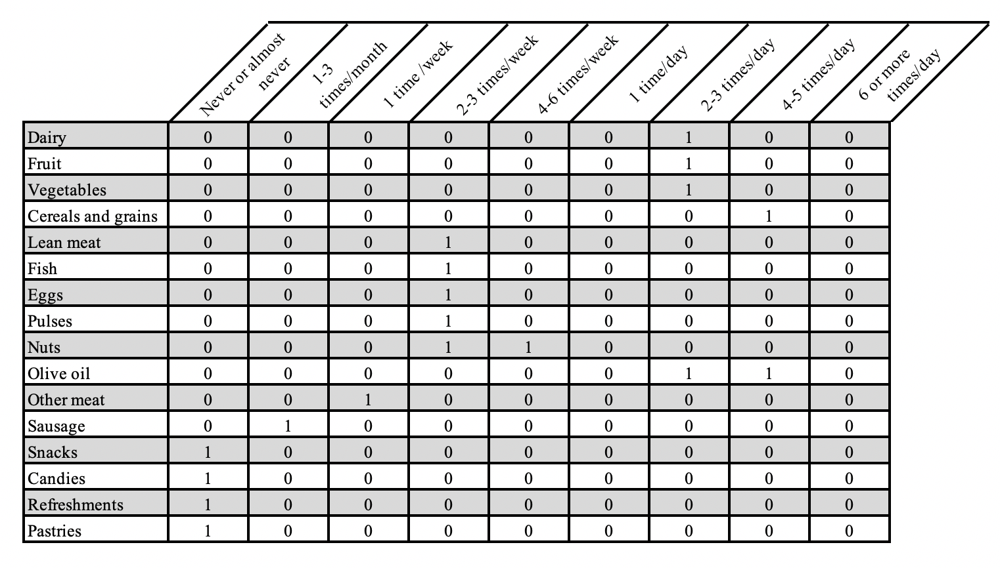 Never or almost
never
1-3
times/month
1 time /week
2-3 times/week
4-6 times/week
1 time/day
2-3 times/day
4-5 times/day
6 or more
times/day
Dairy 0 0 0 0 0 0 1 0 0
Fruit 0 0 0 0 0 0 1 0 0
Vegetables 0 0 0 0 0 0 1 0 0
Cereals and grains 0 0 0 0 0 0 0 1 0
Lean meat 0 0 0 1 0 0 0 0 0
Fish 0 0 0 1 0 0 0 0 0
Eggs 0 0 0 1 0 0 0 0 0
Pulses 0 0 0 1 0 0 0 0 0
Nuts 0 0 0 1 1 0 0 0 0
Olive oil 0 0 0 0 0 0 1 1 0
Other meat 0 0 1 0 0 0 0 0 0
Sausage 0 1 0 0 0 0 0 0 0
Snacks 1 0 0 0 0 0 0 0 0
Candies 1 0 0 0 0 0 0 0 0
Refreshments 1 0 0 0 0 0 0 0 0
Pastries 1 0 0 0 0 0 0 0 0